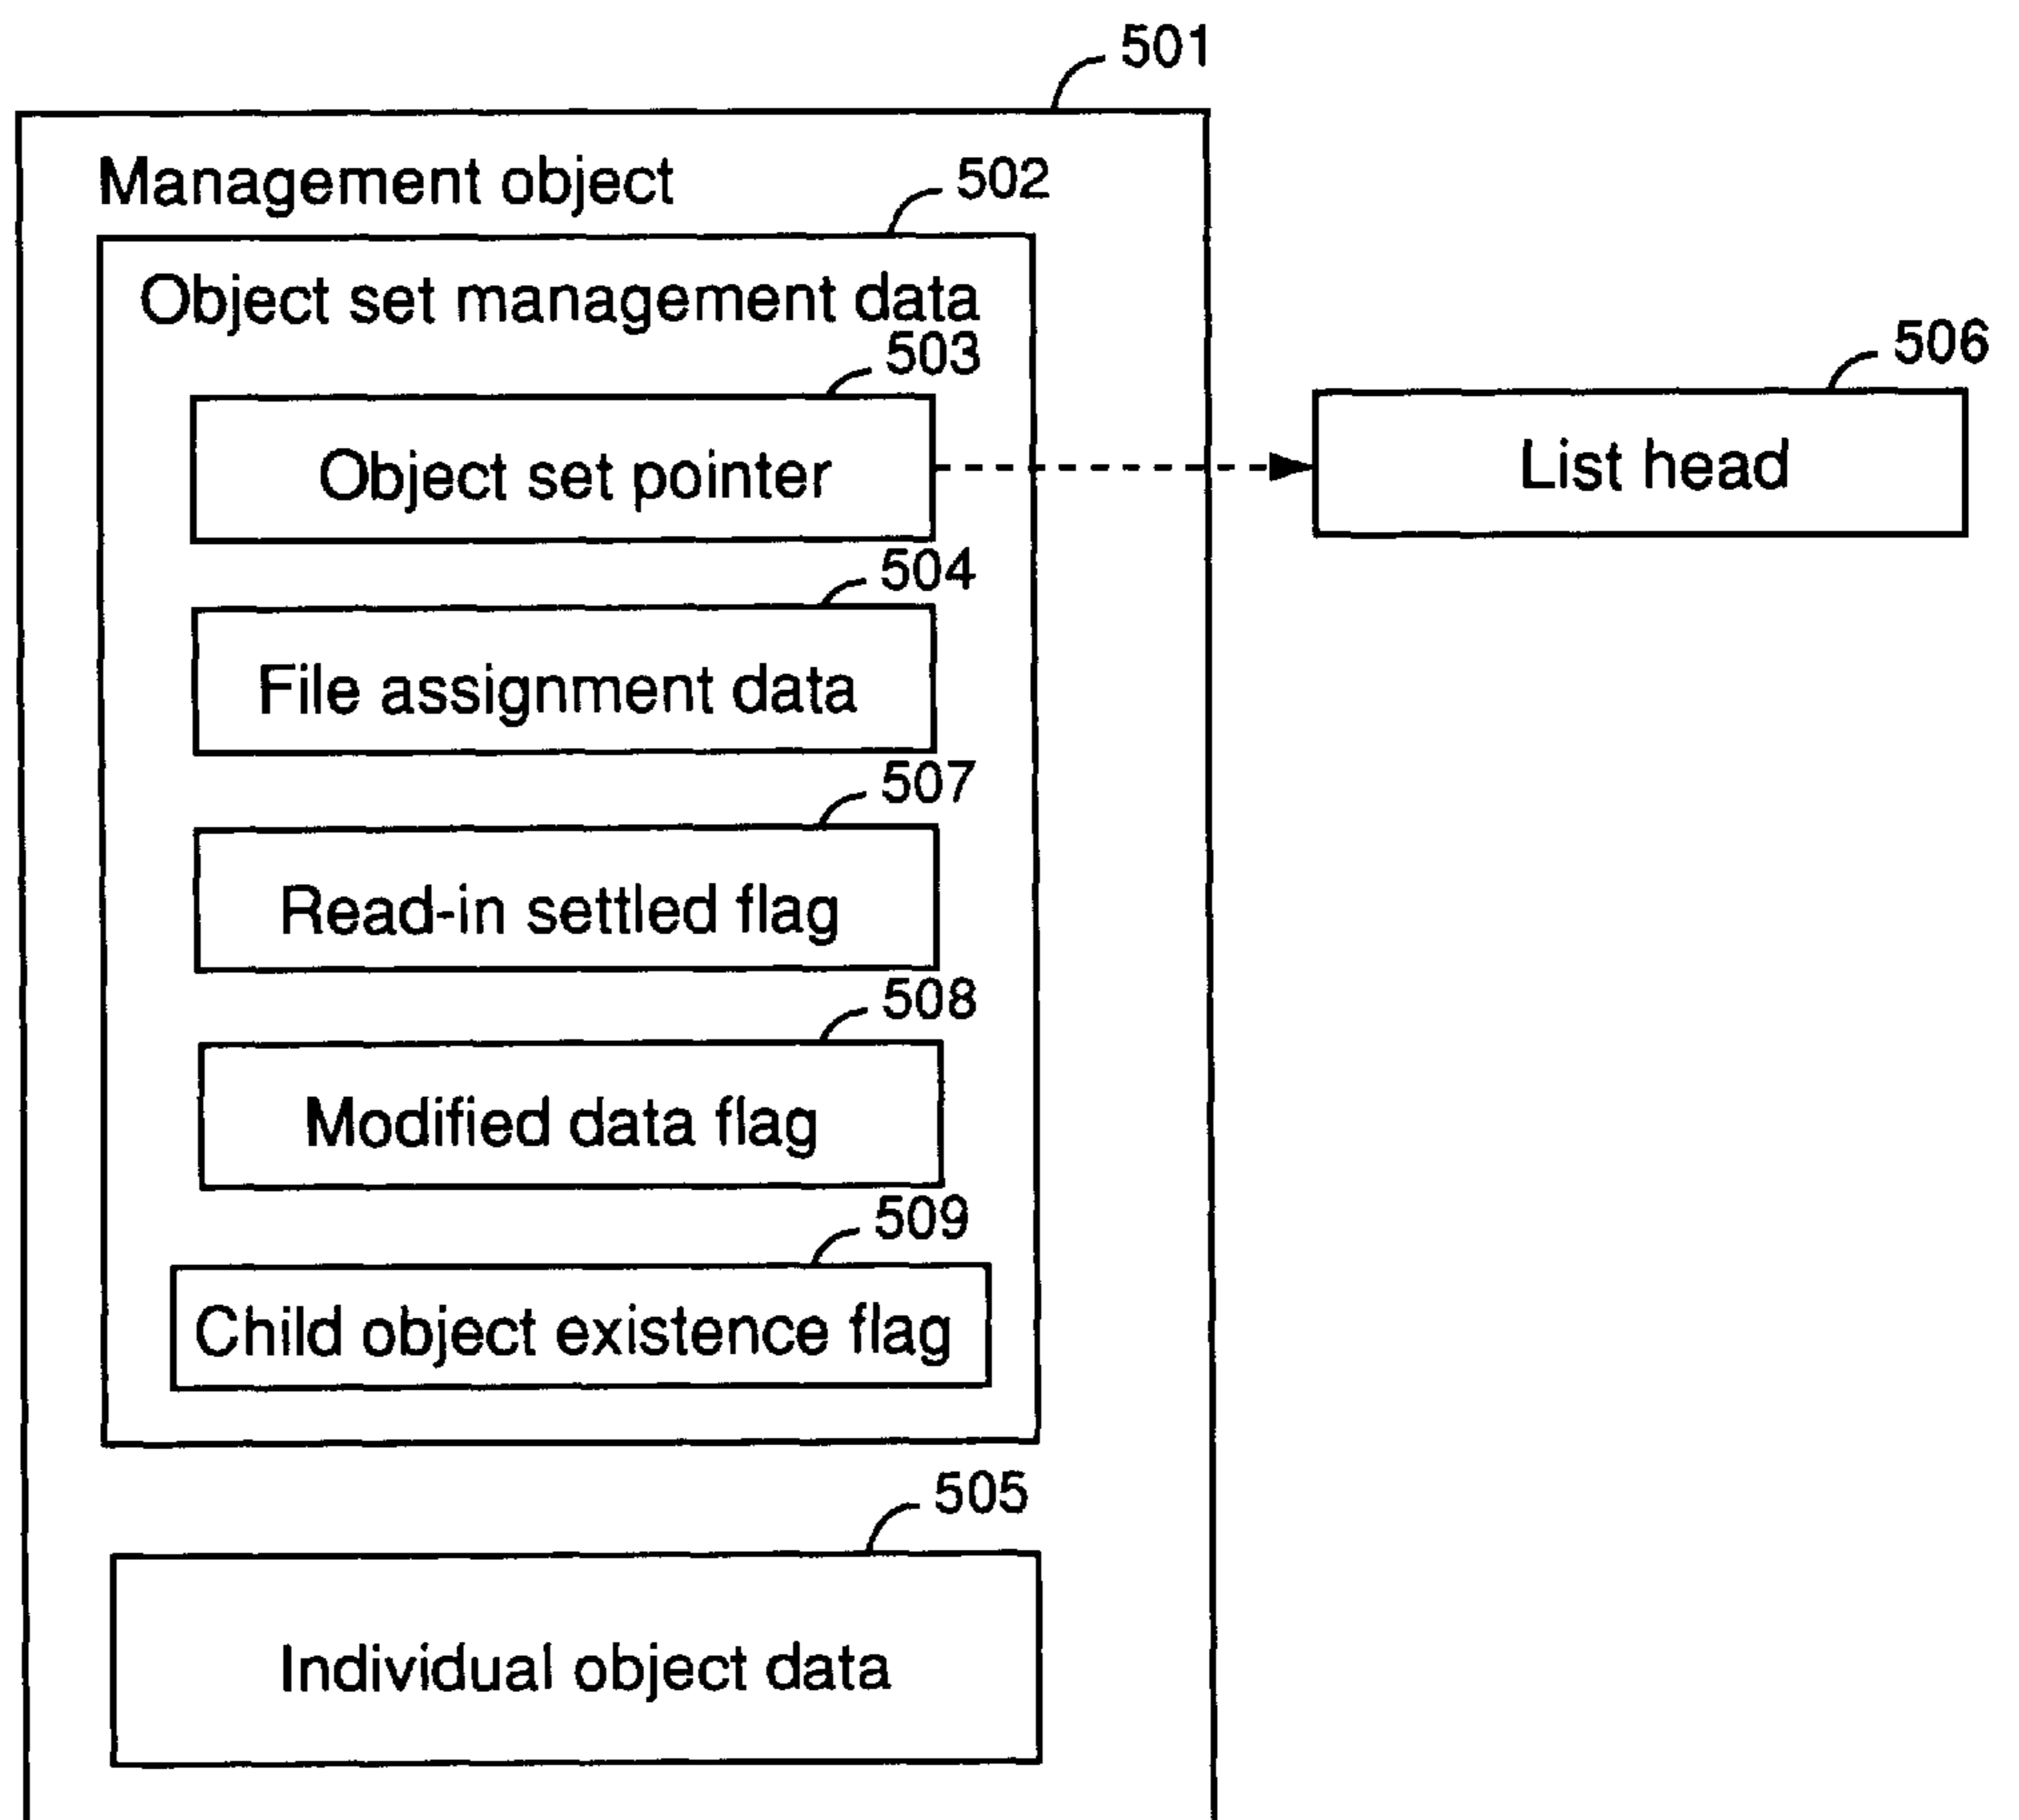 501
Management object
502
Object set management data
503
Object set pointer
506
List head
504
File assignment data
507
Read-in settled flag
508
Modified data flag
509
Child object existence flag
505
Individual object data